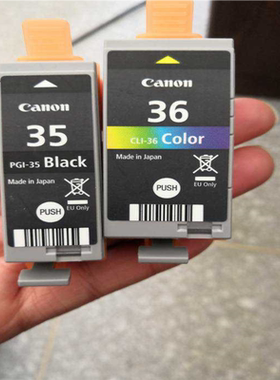 Canon
35
PGI-35 Black
Made in Japan
EU Only
PUSH
Canon
36
CLI-36 Color
Made in Japan
EU Only
PUSH